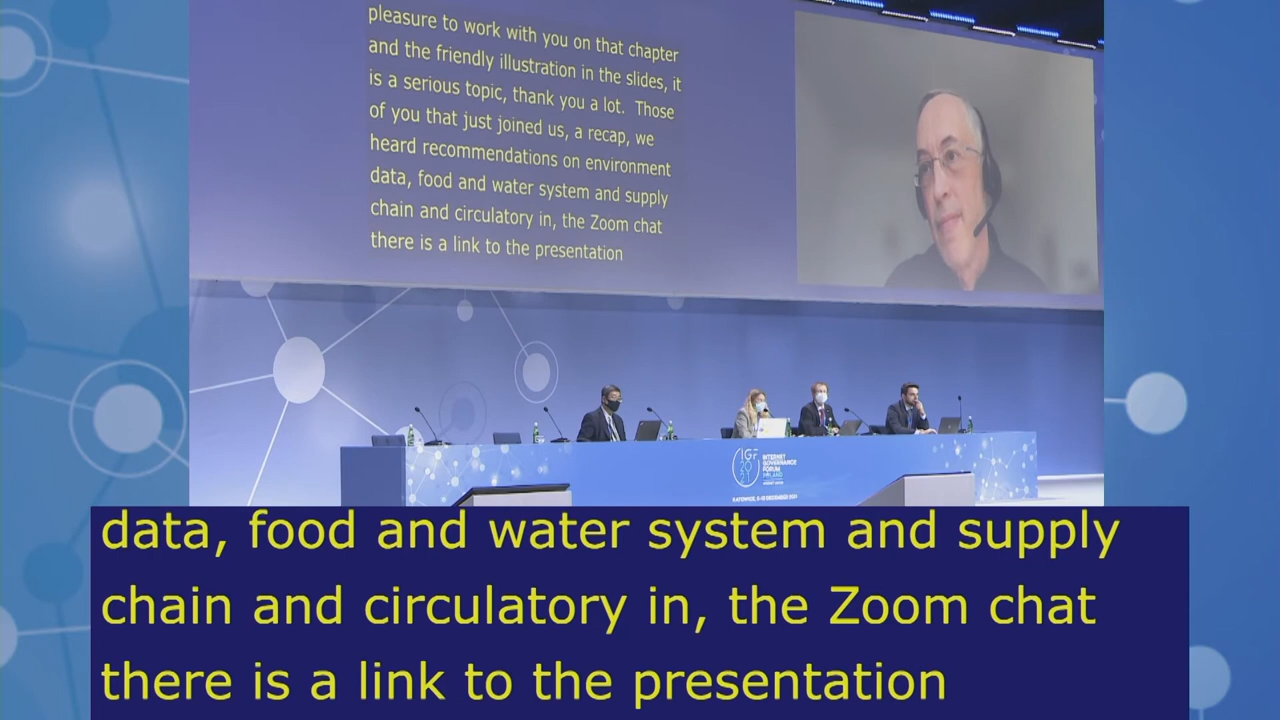 pleasure to work with you on that chapter
and the friendly illustration in the slides, it
is a serious topic, thank you a lot. Those
of you that just joined us, a recap, we
heard recommendations on environment
data, food and water system and supply
chain and circulatory in, the Zoom chat
there is a link to the presentation
IGF
20
21
INTERNET
GOVERNANCE
FORUM
POLAND
data, food and water system and supply
chain and circulatory in, the Zoom chat
there is a link to the presentation